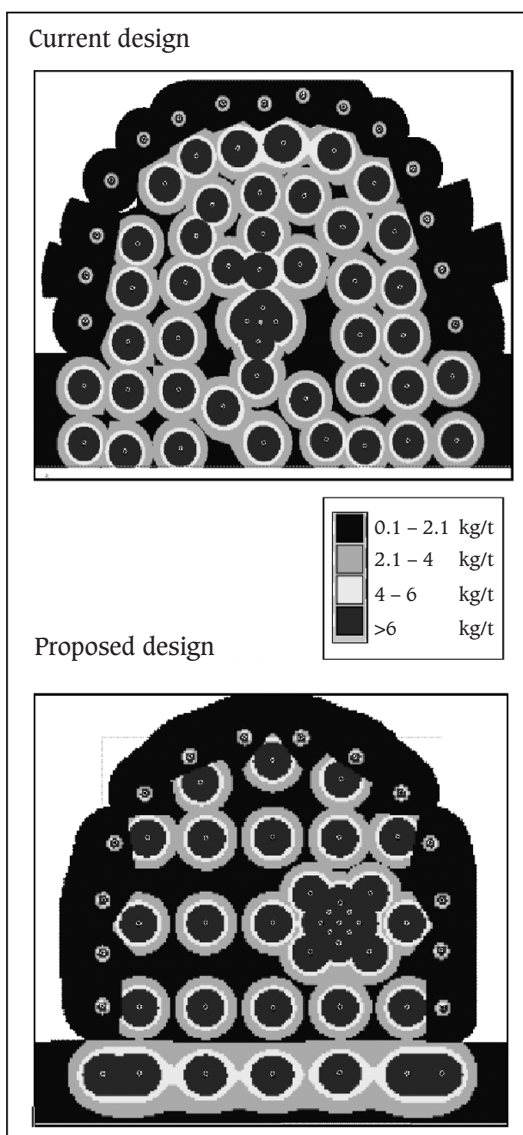 Current design
0.1 – 2.1 kg/t
2.1 – 4 kg/t
4 – 6 kg/t
>6 kg/t
Proposed design